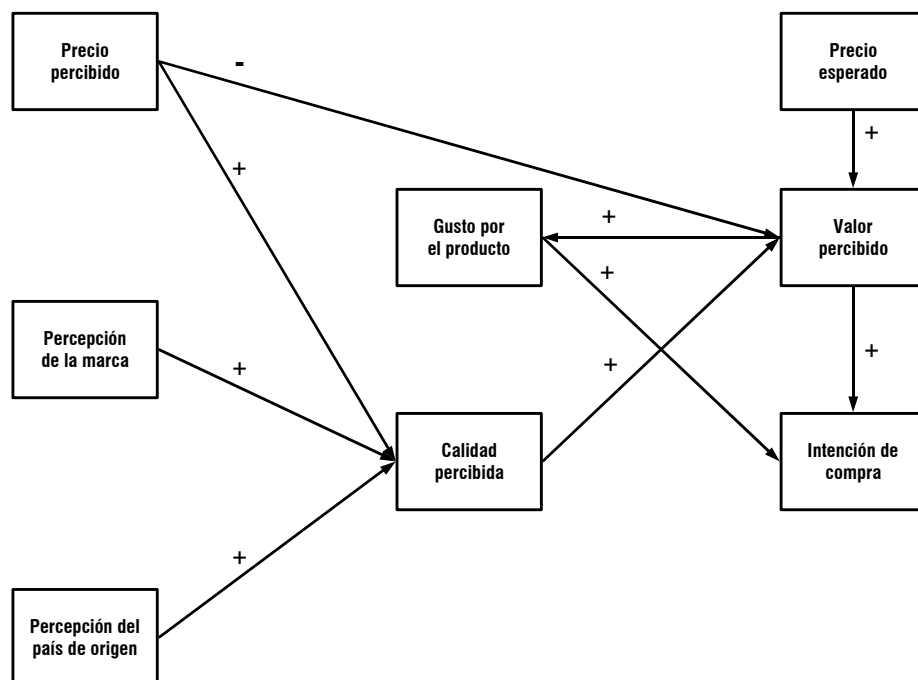 Precio
percibido
-
+
Precio
esperado
+
Gusto por
el producto
+
+
Valor
percibido
Percepción
de la marca
+
+
+
Calidad
percibida
Intención de
compra
+
Percepción del
país de origen